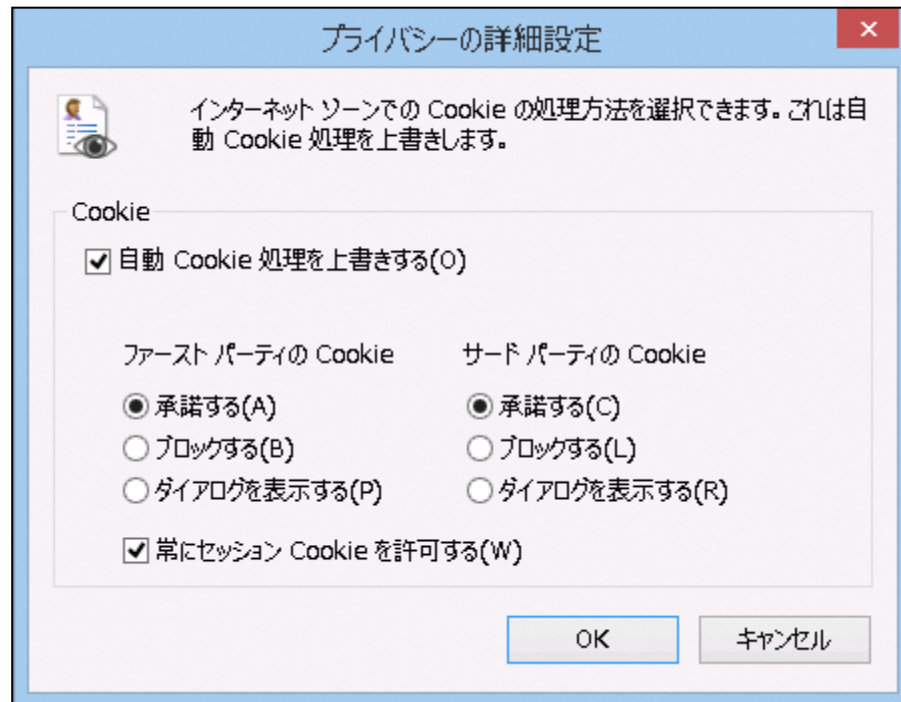 プライバシーの詳細設定
インターネット ゾーンでの Cookie の処理方法を選択できます。これは自
動 Cookie 処理を上書きします。
Cookie
自動 Cookie 処理を上書きする(O)
ファースト パーティの Cookie サード パーティの Cookie
承諾する(A) 承諾する(C)
ブロックする(B) ブロックする(L)
ダイアログを表示する(P) ダイアログを表示する(R)
常にセッション Cookie を許可する(W)
OK キャンセル